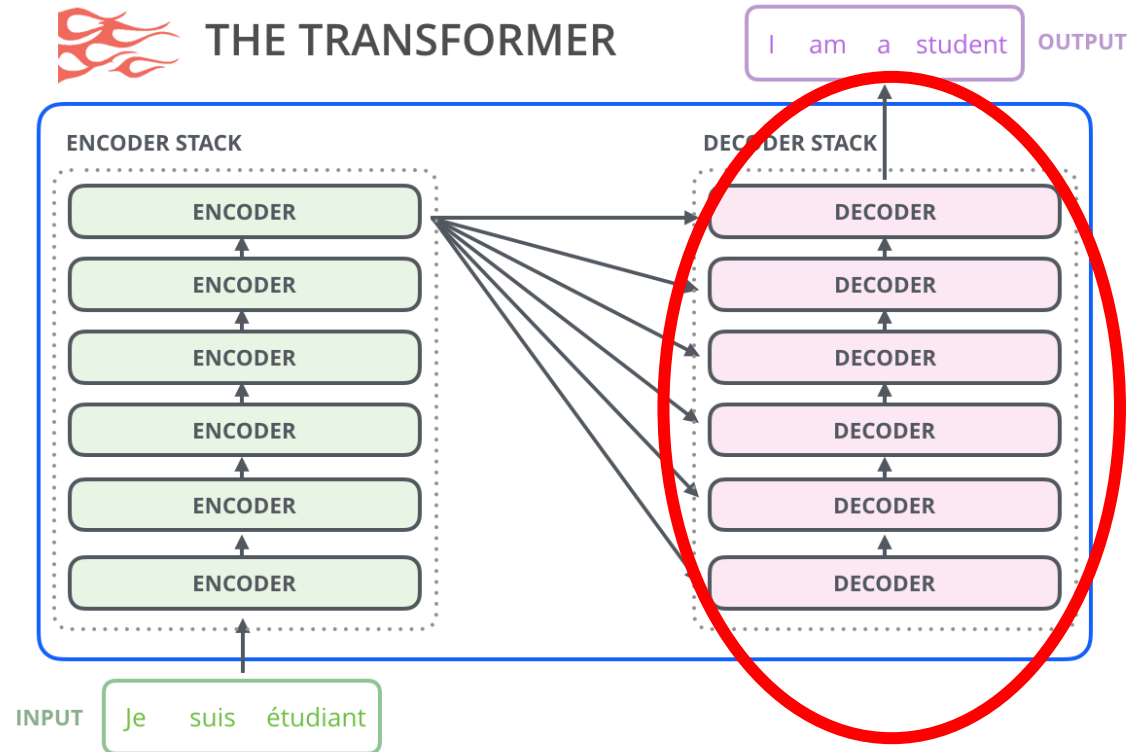 THE TRANSFORMER
I am a student
OUTPUT
ENCODER STACK
DECODER STACK
ENCODER
ENCODER
ENCODER
ENCODER
ENCODER
ENCODER
DECODER
DECODER
DECODER
DECODER
DECODER
DECODER
INPUT
Je suis étudiant